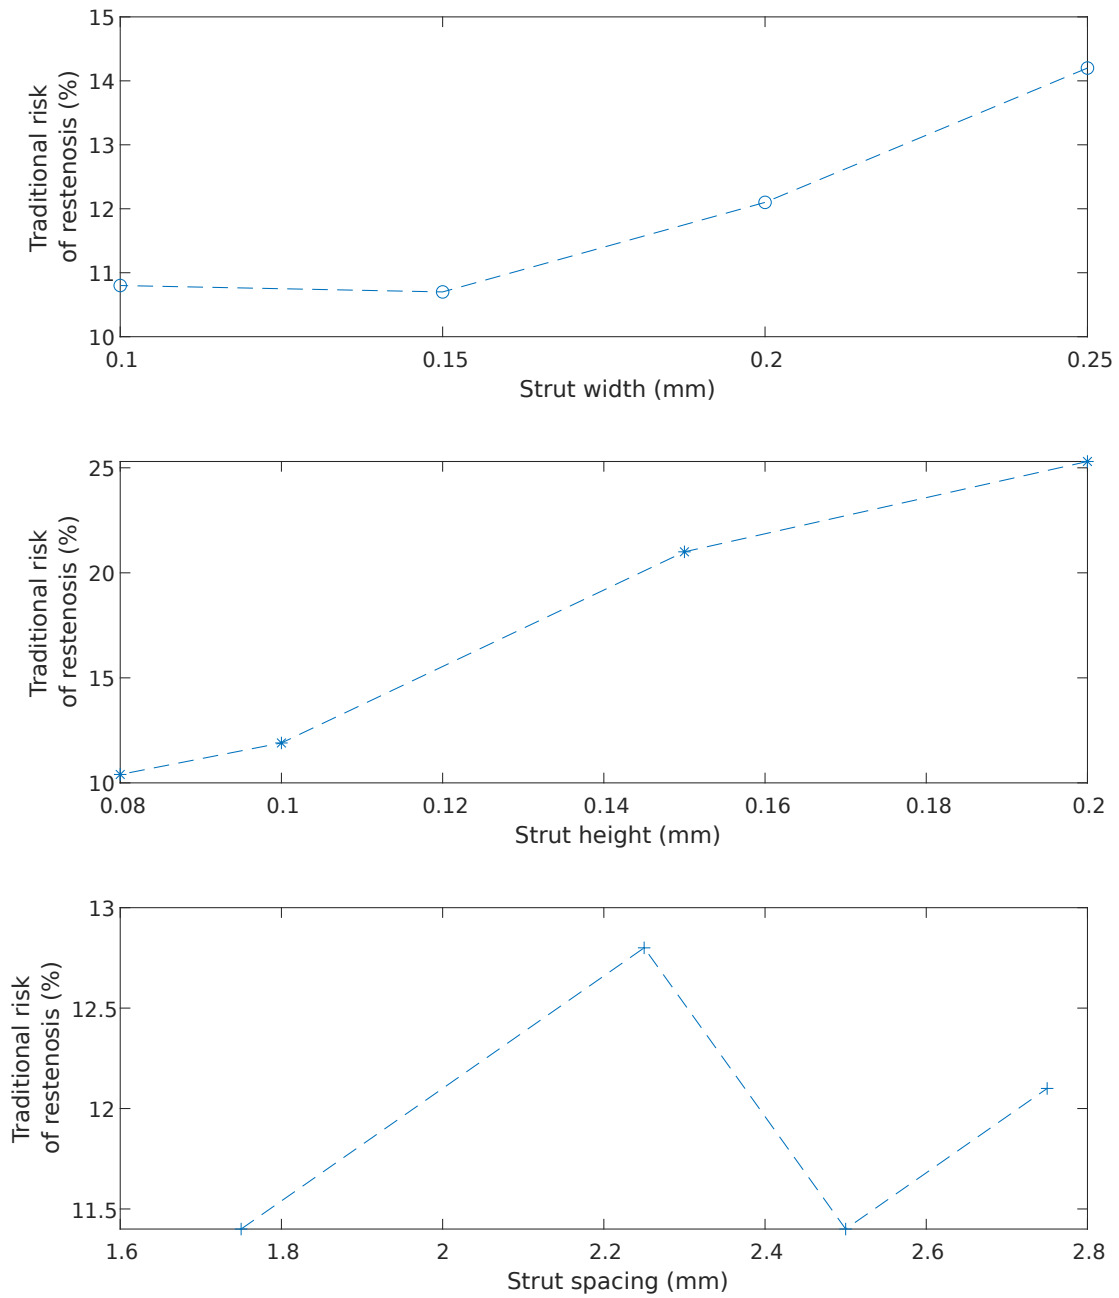 Traditional risk
of restenosis (%)
15
14
13
12
11
10
0.1 0.15 0.2 0.25
Strut width (mm)
Traditional risk
of restenosis (%)
25
20
15
10
0.08 0.1 0.12 0.14 0.16 0.18 0.2
Strut height (mm)
Traditional risk
of restenosis (%)
13
12.5
12
11.5
1.6 1.8 2 2.2 2.4 2.6 2.8
Strut spacing (mm)